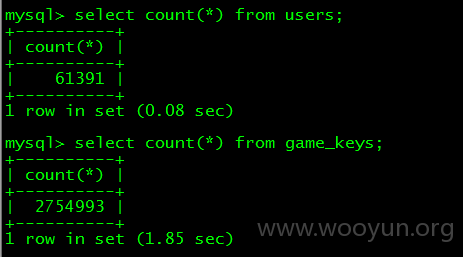 mysql> select count(*) from users;
+----------+
| count(*) |
+----------+
|    61391 |
+----------+
1 row in set (0.08 sec)
mysql> select count(*) from game_keys;
+----------+
| count(*) |
+----------+
|  2754993 |
+----------+
1 row in set (1.85 sec)
www.wooyun.org